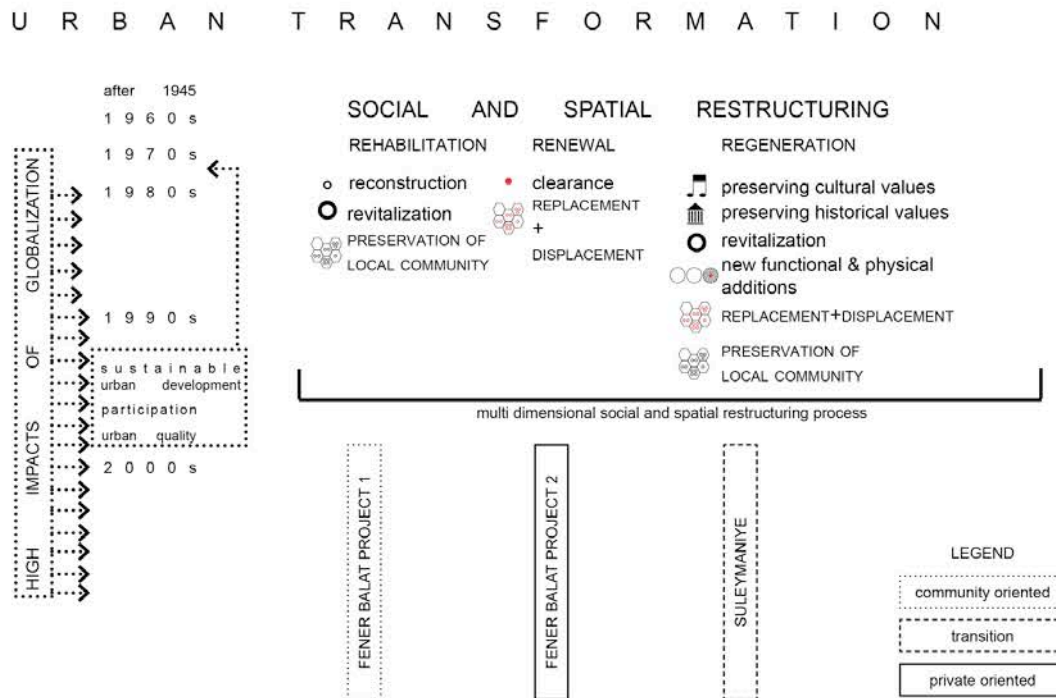 URBAN TRANSFORMATION
after 1945
1960s
1970s
1980s
1990s
sustainable
urban development
participation
urban quality
2000s
HIGH IMPACTS OF GLOBALIZATION
SOCIAL AND SPATIAL RESTRUCTURING
REHABILITATION
reconstruction
revitalization
PRESERVATION OF
LOCAL COMMUNITY
RENEWAL
clearance
REPLACEMENT
+
DISPLACEMENT
REGENERATION
preserving cultural values
preserving historical values
revitalization
new functional & physical
additions
REPLACEMENT+DISPLACEMENT
PRESERVATION OF
LOCAL COMMUNITY
multi dimensional social and spatial restructuring process
FENER BALAT PROJECT 1
FENER BALAT PROJECT 2
SULEYMANIYE
LEGEND
community oriented
transition
private oriented